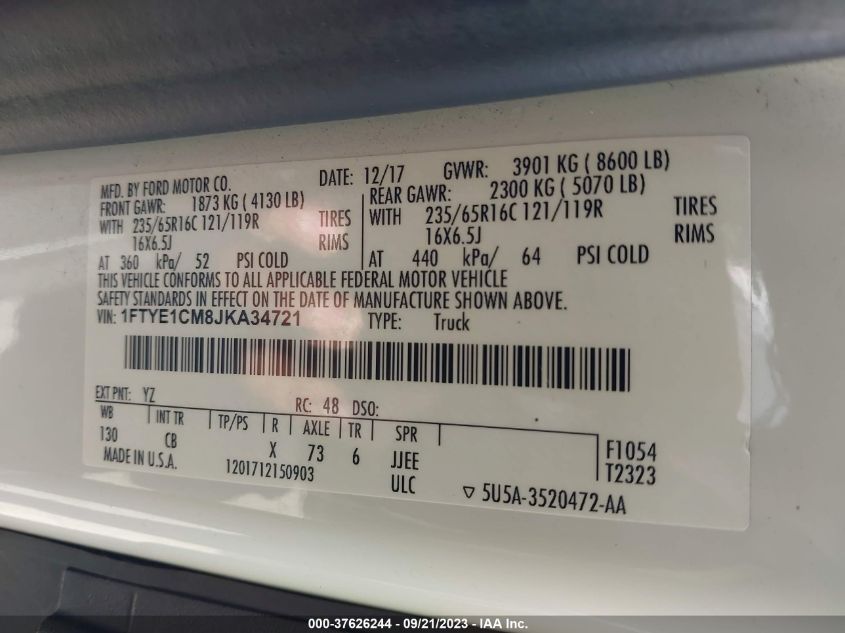 MFD. BY FORD MOTOR CO. DATE: 12/17 GVWR: 3901 KG ( 8600 LB)
FRONT GAWR: 1873 KG ( 4130 LB) REAR GAWR: 2300 KG ( 5070 LB)
WITH 235/65R16C 121/119R TIRES WITH 235/65R16C 121/119R TIRES
16X6.5J RIMS 16X6.5J RIMS
AT 360 kPa/ 52 PSI COLD AT 440 kPa/ 64 PSI COLD
THIS VEHICLE CONFORMS TO ALL APPLICABLE FEDERAL MOTOR VEHICLE
SAFTY STANDARDS IN EFFECT ON THE DATE OF MANUFACTURE SHOWN ABOVE.
VIN: 1FTYE1CM8JKA34721 TYPE: Truck
EXT PNT: YZ RC: 48 DSO:
WB INT TR TP/PS R AXLE TR SPR
130 CB X 73 6 JJEE F1054
MADE IN U.S.A. 1201712150903 ULC T2323
▽ 5U5A-3520472-AA
000-37626244 - 09/21/2023 - IAA Inc.